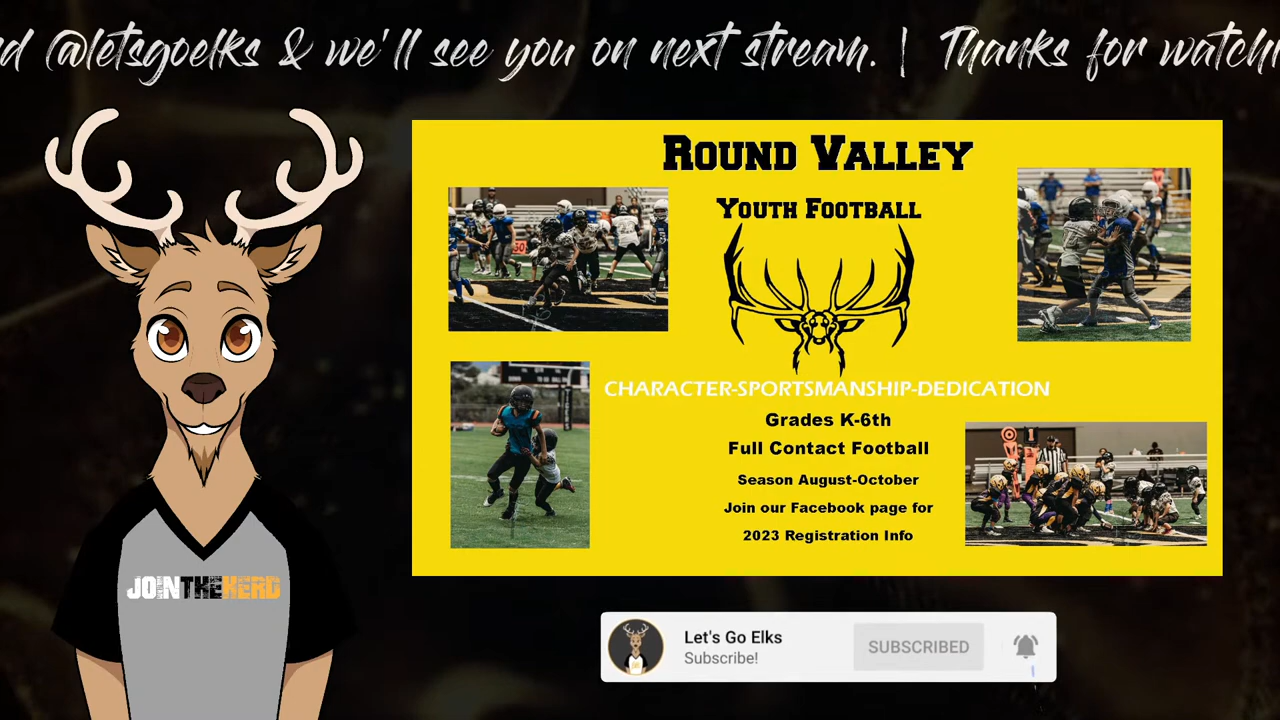 @letsgoelks & we'll see you on next stream. | Thanks for
ROUND VALLEY
YOUTH FOOTBALL
CHARACTER-SPORTSMANSHIP-DEDICATION
Grades K-6th
Full Contact Football
Season August-October
Join our Facebook page for
2023 Registration Info
JOINTHEHERD
Let's Go Elks
Subscribe!
SUBSCRIBED